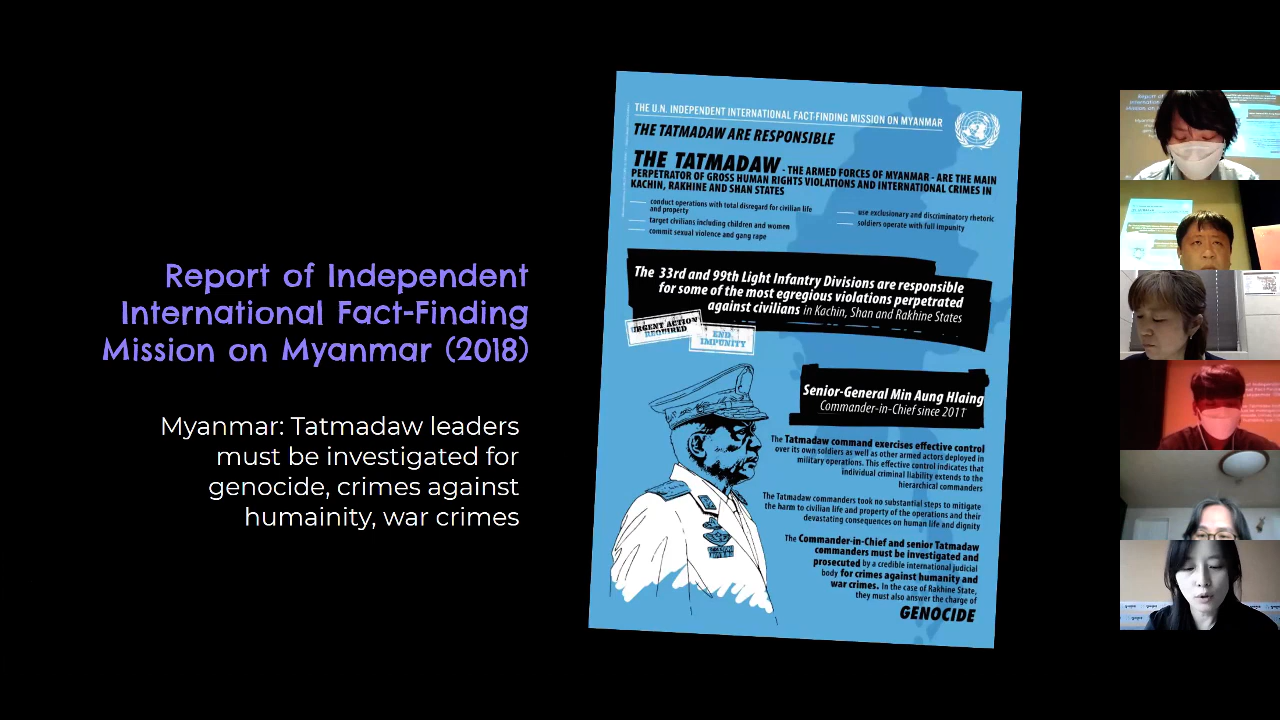 Report of Independent
International Fact-Finding
Mission on Myanmar (2018)
Myanmar: Tatmadaw leaders
must be investigated for
genocide, crimes against
humainity, war crimes
THE U.N. INDEPENDENT INTERNATIONAL FACT-FINDING MISSION ON MYANMAR
THE TATMADAW ARE RESPONSIBLE
THE TATMADAW - THE ARMED FORCES OF MYANMAR - ARE THE MAIN
PERPETRATOR OF GROSS HUMAN RIGHTS VIOLATIONS AND INTERNATIONAL CRIMES IN
KACHIN, RAKHINE AND SHAN STATES
conduct operations with total disregard for civilian life
and property
target civilians including children and women
commit sexual violence and gang rape
use exclusionary and discriminatory rhetoric
soldiers operate with full impunity
The 33rd and 99th Light Infantry Divisions are responsible
for some of the most egregious violations perpetrated
against civilians in Kachin, Shan and Rakhine States
URGENT ACTION
REQUIRED
END
IMPUNITY
Senior-General Min Aung Hlaing
Commander-in-Chief since 2011
The Tatmadaw command exercises effective control
over its own soldiers as well as other armed actors deployed in
military operations. This effective control indicates that
individual criminal liability extends to the
hierarchical commanders
The Tatmadaw commanders took no substantial steps to mitigate
the harm to civilian life and property of the operations and their
devastating consequences on human life and dignity
The Commander-in-Chief and senior Tatmadaw
commanders must be investigated and
prosecuted by a credible international judicial
body for crimes against humanity and
war crimes. In the case of Rakhine State,
they must also answer the charge of
GENOCIDE